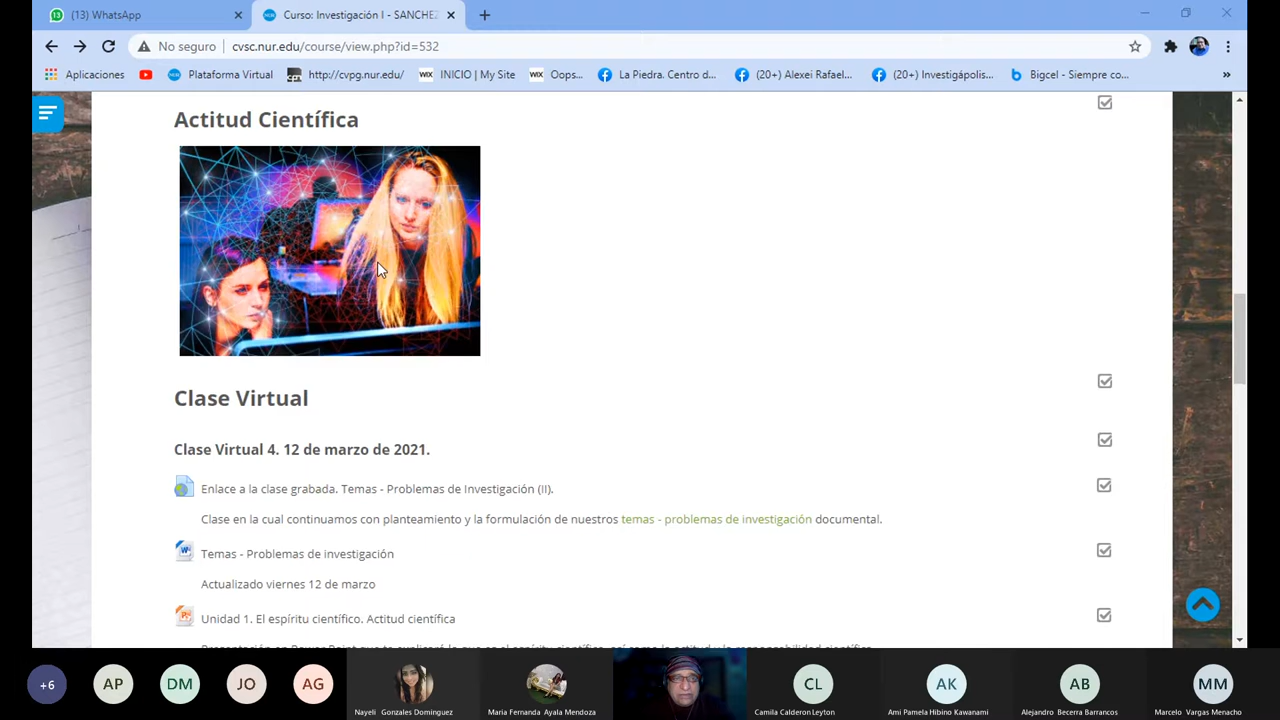 (13) WhatsApp
Curso: Investigación I - SANCHEZ
No seguro
cvsc.nur.edu/course/view.php?id=532
Aplicaciones
Plataforma Virtual
http://cvpg.nur.edu/
WIX INICIO | My Site
WIX Oops...
La Piedra. Centro d...
(20+) Alexei Rafael...
(20+) Investigápolis...
Bigcel - Siempre co...
»
Actitud Científica
Clase Virtual
Clase Virtual 4. 12 de marzo de 2021.
Enlace a la clase grabada. Temas - Problemas de Investigación (II).
Clase en la cual continuamos con planteamiento y la formulación de nuestros temas - problemas de investigación documental.
Temas - Problemas de investigación
Actualizado viernes 12 de marzo
Unidad 1. El espíritu científico. Actitud científica
+6
AP
DM
JO
AG
CL
AK
AB
MM
Nayeli Gonzales Dominguez
Maria Fernanda Ayala Mendoza
Camila Calderon Leyton
Ami Pamela Hibino Kawanami
Alejandro Becerra Barrancos
Marcelo Vargas Menacho